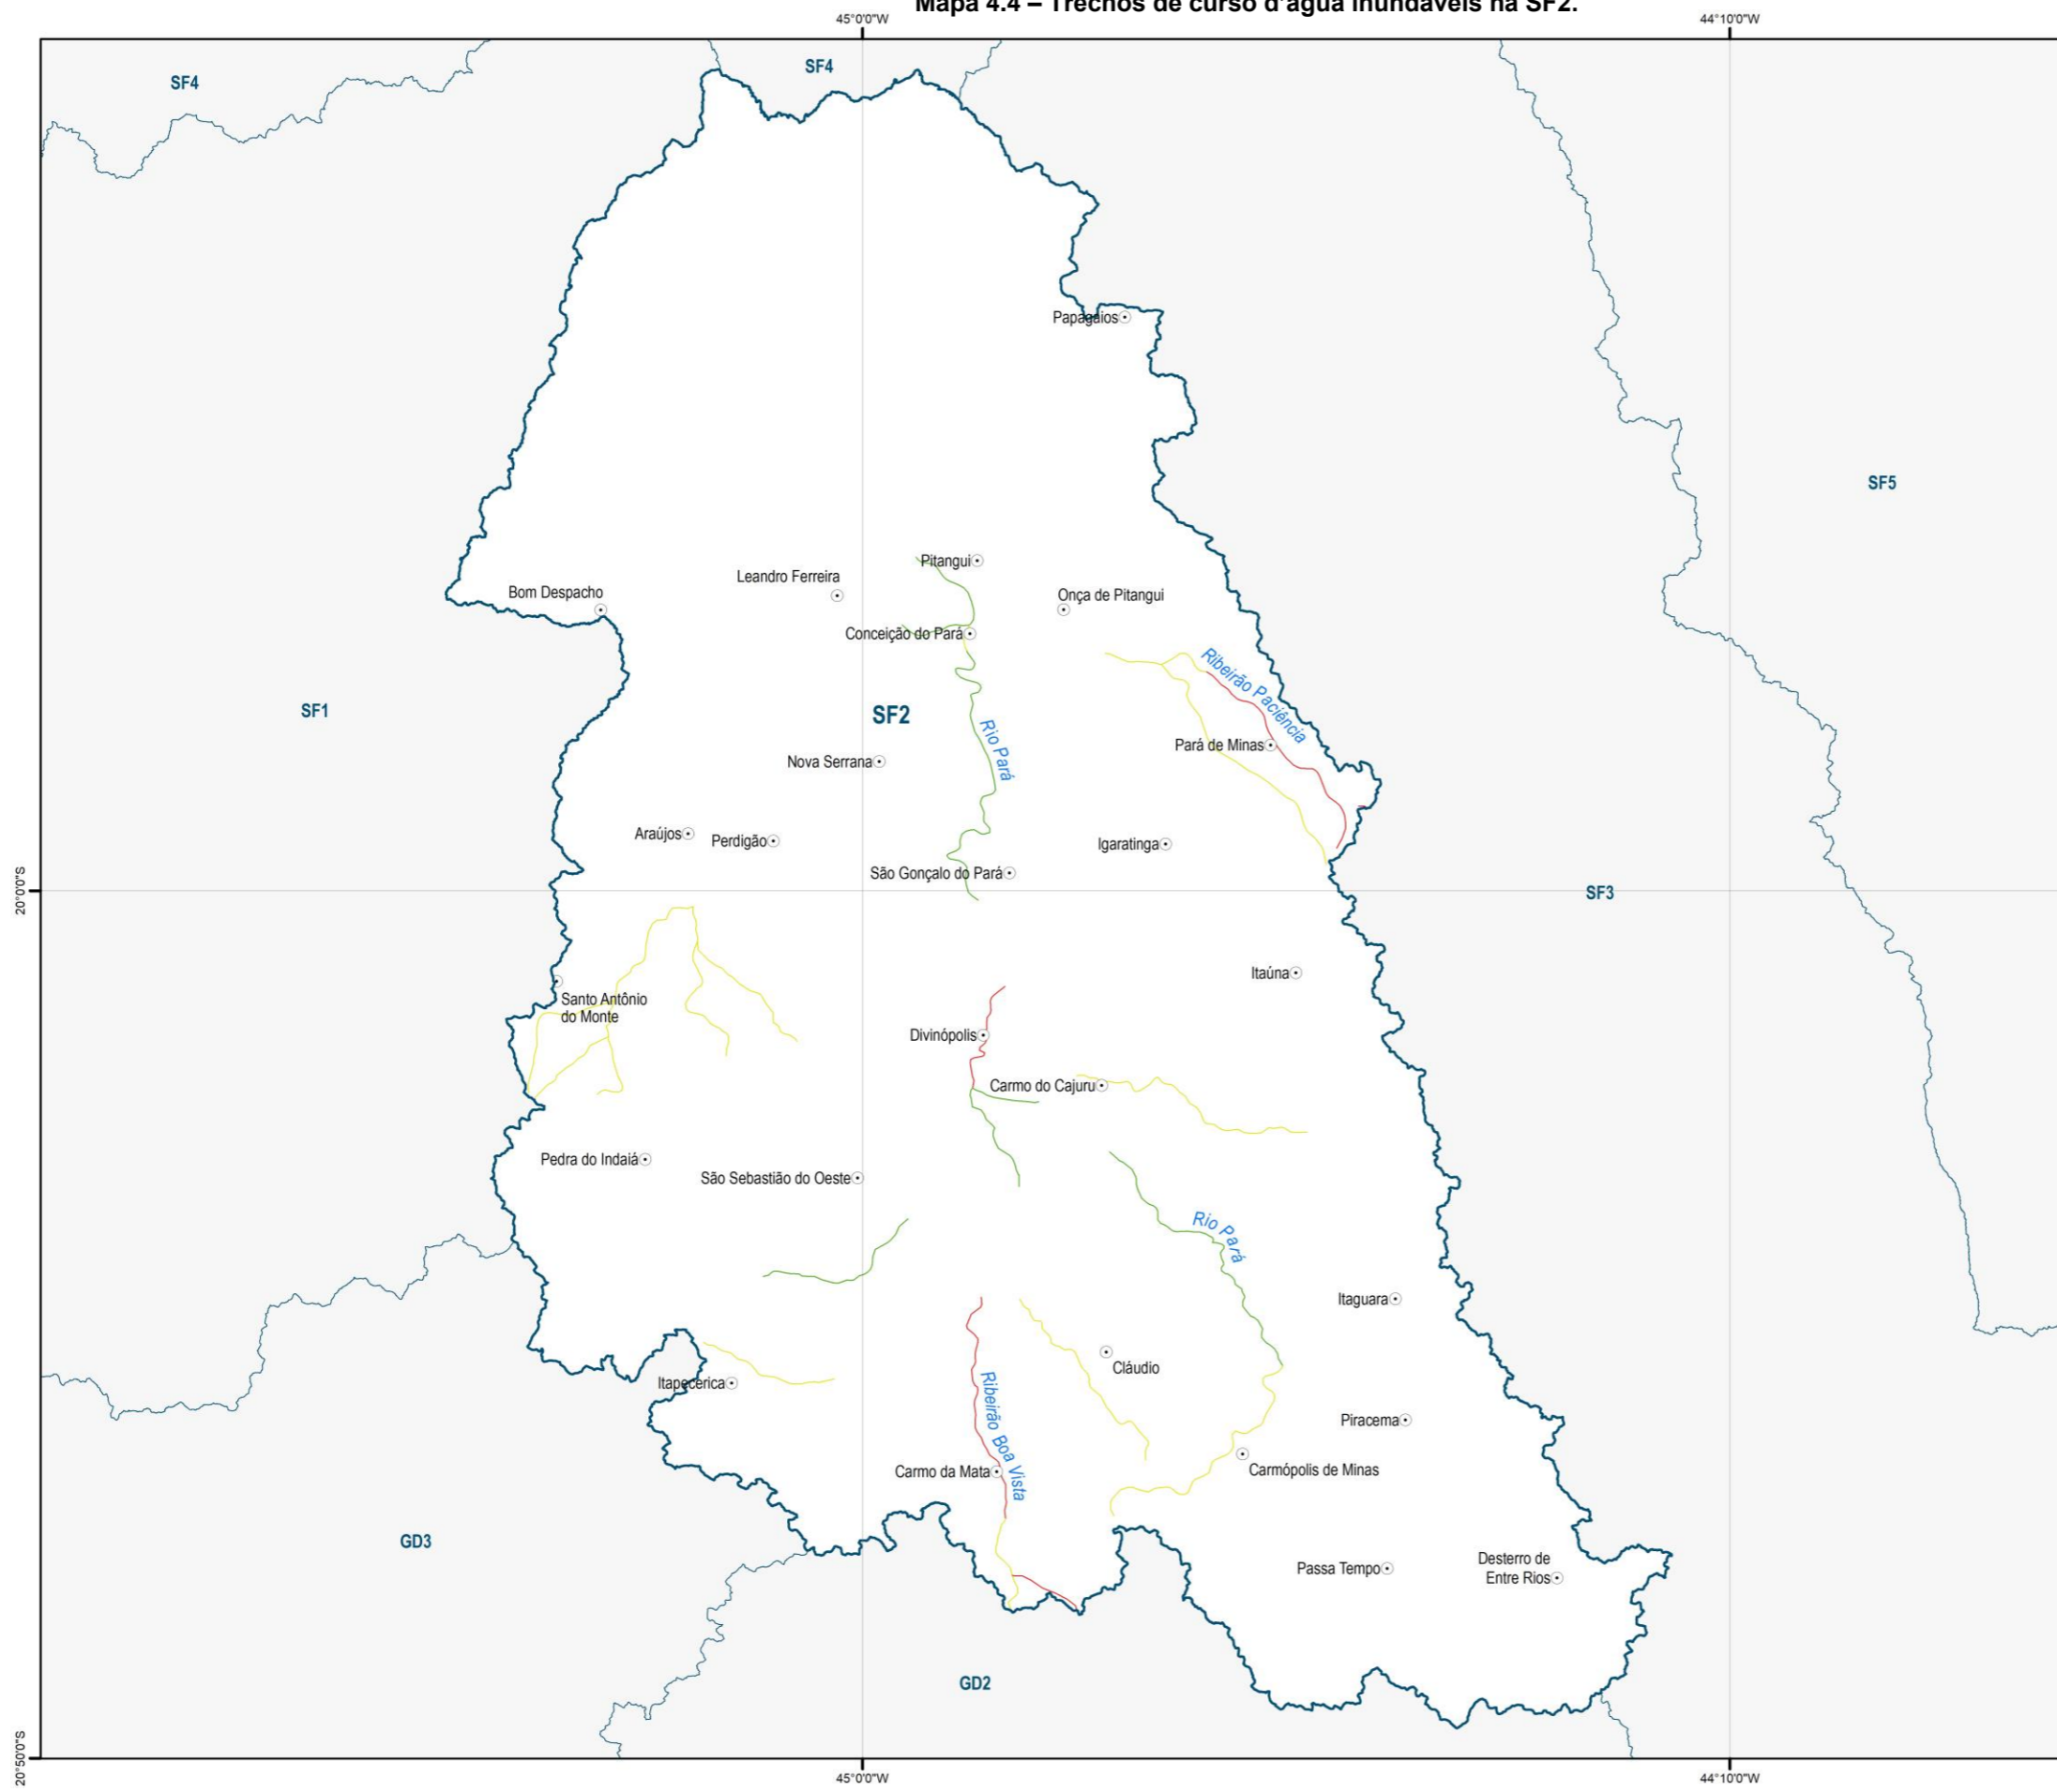 Mapa 4.4 – Trechos de curso d'água inundáveis na SF2.
45°0'0"W
44°10'0"W
SF4
SF4
Papagaios
SF5
Pitangui
Leandro Ferreira
Bom Despacho
Onça de Pitangui
Conceição do Pará
Ribeirão Paciência
SF1
SF2
Rio Pará
Pará de Minas
Nova Serrana
Araújos
Perdigão
Igaratinga
São Gonçalo do Pará
20°0'0"S
SF3
Itaúna
Santo Antônio
do Monte
Divinópolis
Carmo do Cajuru
Pedra do Indaiá
São Sebastião do Oeste
Rio Pará
Itaguara
Cláudio
Itapecerica
Ribeirão Boa Vista
Piracema
Carmo da Mata
Carmópolis de Minas
GD3
Passa Tempo
Desterro de
Entre Rios
GD2
20°50'0"S
45°0'0"W
44°10'0"W